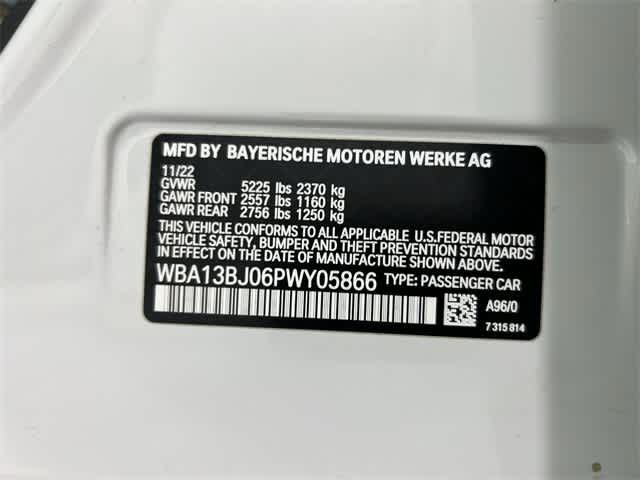 MFD BY BAYERISCHE MOTOREN WERKE AG
11/22
GVWR 5225 lbs 2370 kg
GAWR FRONT 2557 lbs 1160 kg
GAWR REAR 2756 lbs 1250 kg
THIS VEHICLE CONFORMS TO ALL APPLICABLE U.S.FEDERAL MOTOR
VEHICLE SAFETY, BUMPER, AND THEFT PREVENTION STANDARDS
IN EFFECT ON THE DATE OF MANUFACTURE SHOWN ABOVE.
WBA13BJ06PWY05866 TYPE: PASSENGER CAR
A96/0
7 315 814